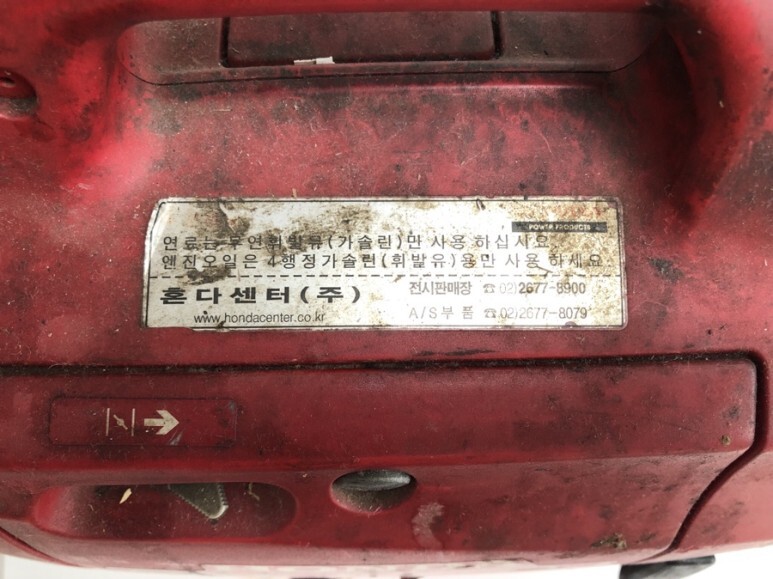 POWER PRODUCTS
연료는 무연휘발유(가솔린)만 사용 하십시요
엔진오일은 4행정가솔린(휘발유)용만 사용 하세요
혼다센터(주) 전시판매장 ☎ 02)2677-8900
www.hondacenter.co.kr A/S부품 ☎ 02)2677-8079